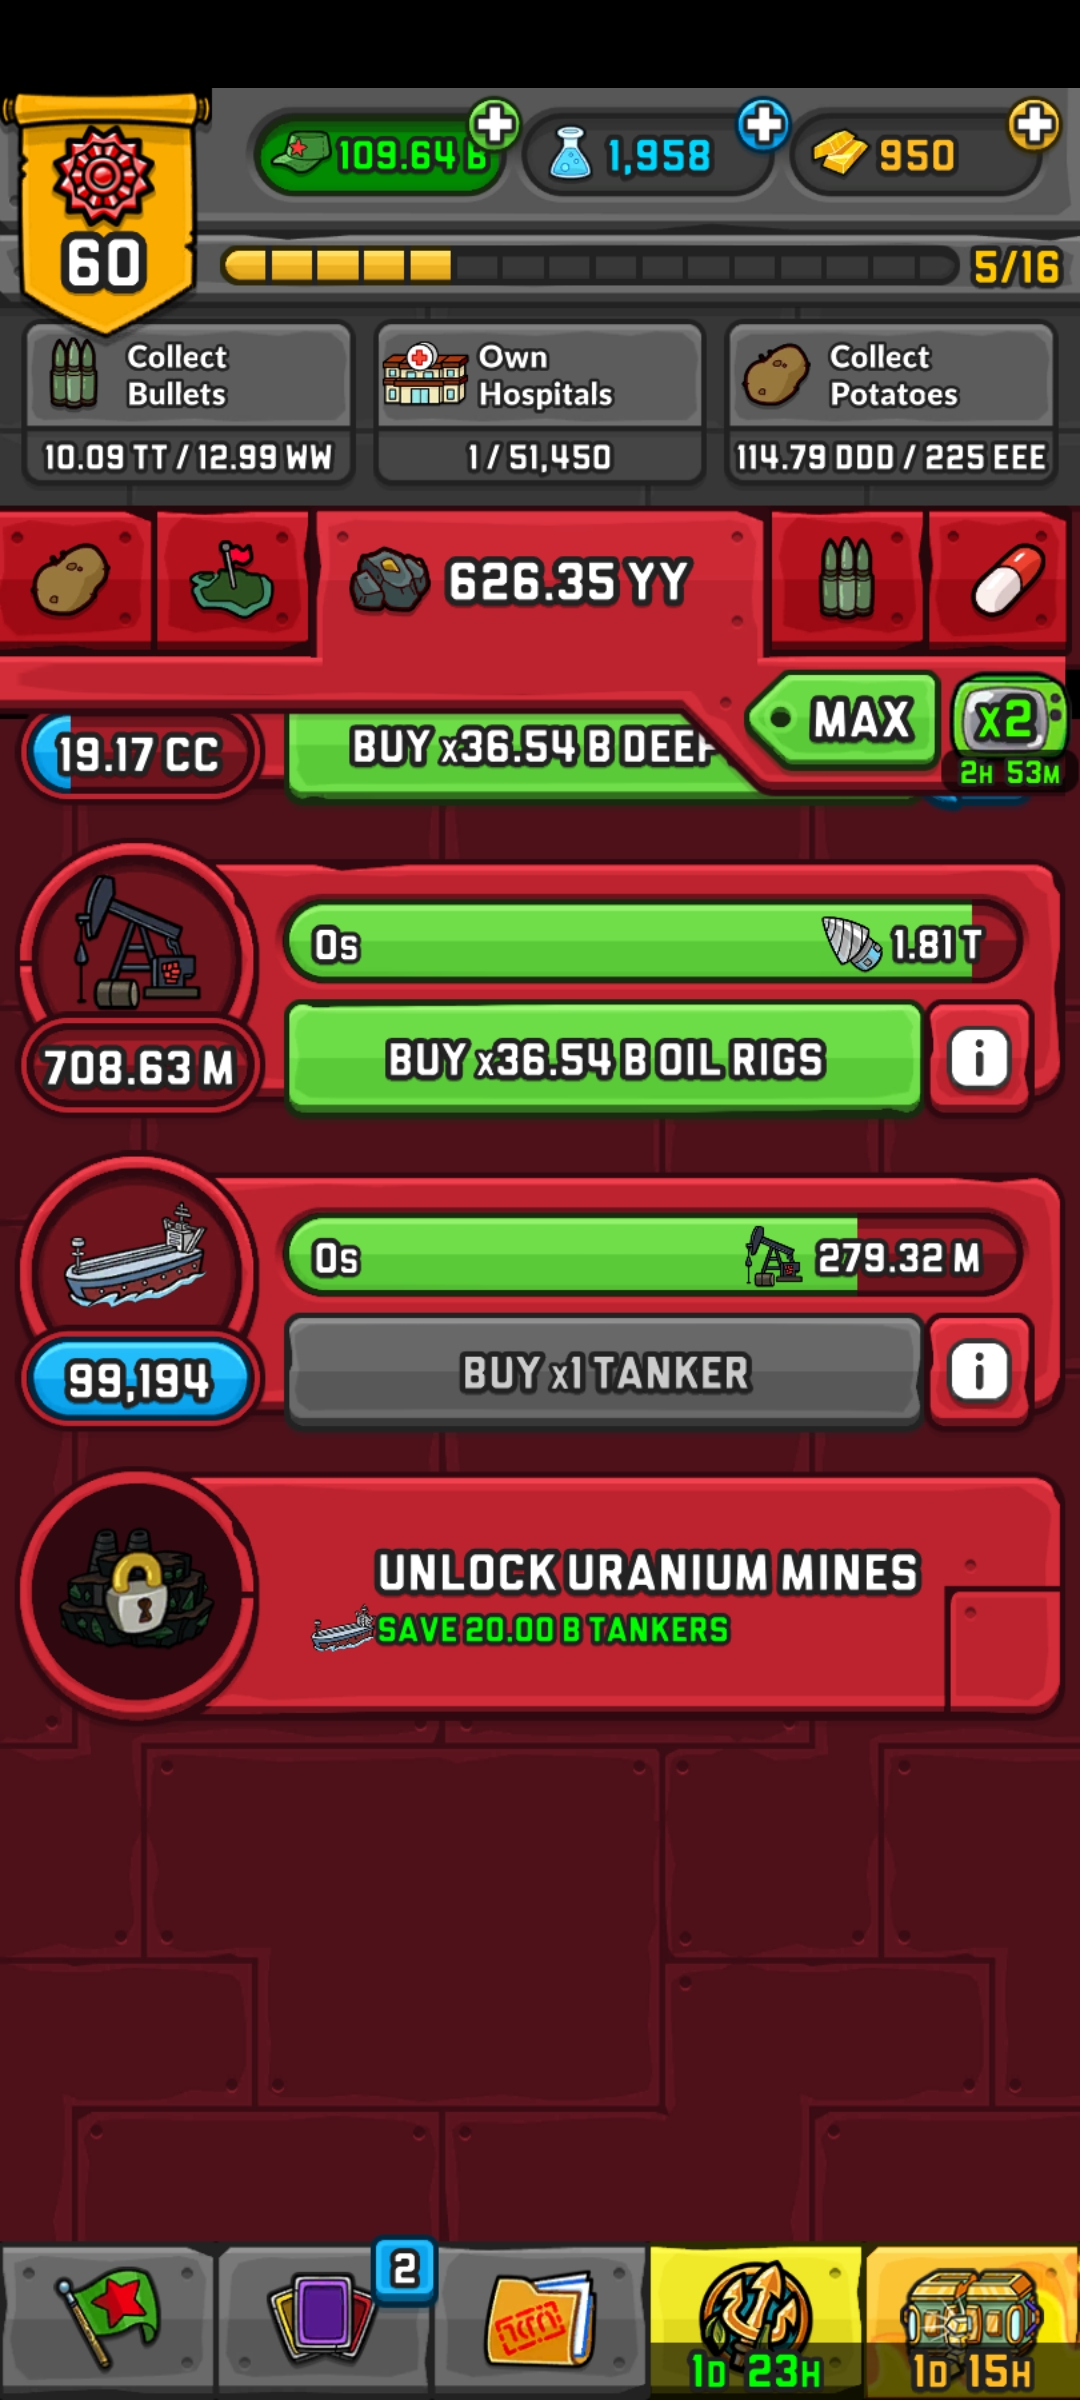 109.64 B
1,958
950
60
5/16
Collect
Bullets
10.09 TT / 12.99 WW
Own
Hospitals
1 / 51,450
Collect
Potatoes
114.79 DDD / 225 EEE
626.35 YY
MAX
x2
2H 53M
19.17 CC
BUY x36.54 B DEEP
0s
1.81 T
708.63 M
BUY x36.54 B OIL RIGS
i
0s
279.32 M
99,194
BUY x1 TANKER
i
UNLOCK URANIUM MINES
SAVE 20.00 B TANKERS
2
1D 23H
1D 15H